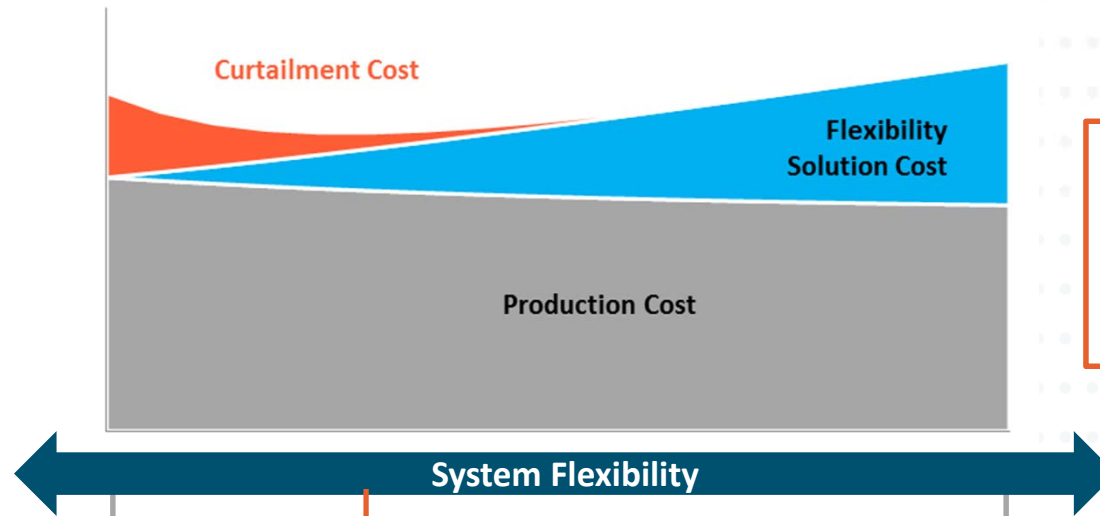 Curtailment Cost
Flexibility
Solution Cost
Production Cost
System Flexibility